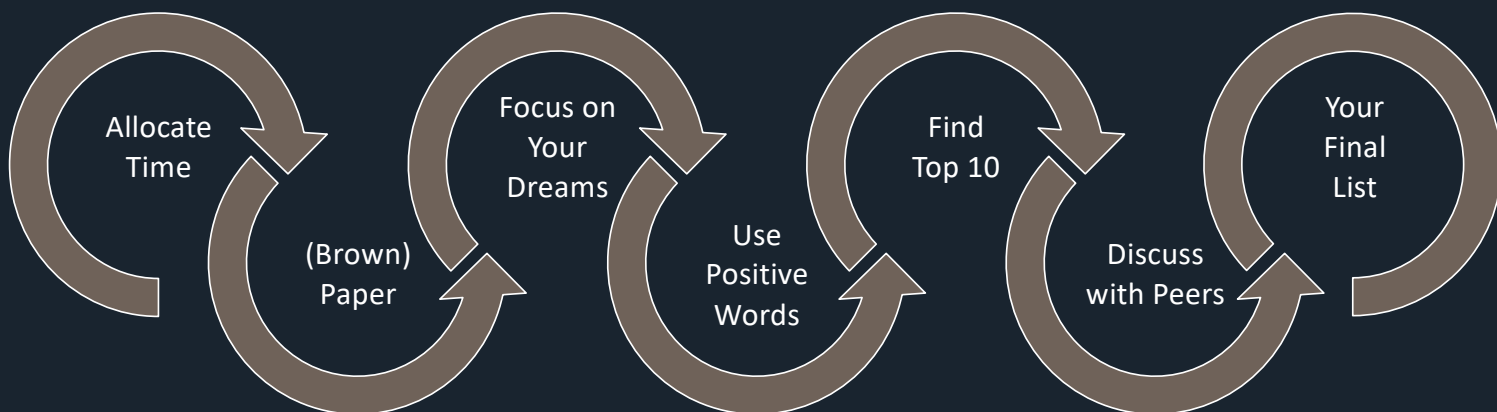 Allocate
Time
(Brown)
Paper
Focus on
Your
Dreams
Use
Positive
Words
Find
Top 10
Discuss
with Peers
Your
Final
List